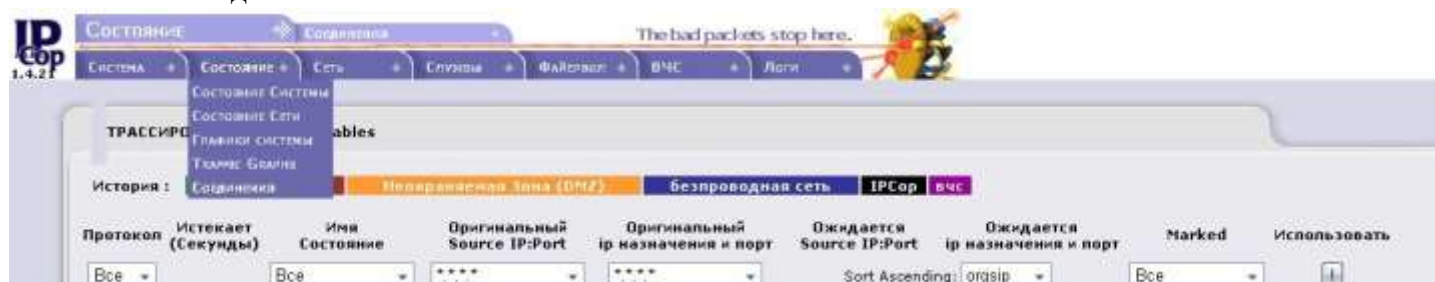 IP Cop 1.4.21
Состояние Соединения The bad packets stop here.
Система Состояние Сеть Службы Файервол ВЧС Логи
Состояние Системы
Состояние Сети
ТРАССИРО ables
Графики системы
Traffic Graphs
История : Соединения Неохраняемая Зона (DMZ) безпроводная сеть IPCop вчс
Протокол Истекает (Секунды) Имя Состояние Оригинальный Source IP:Port Оригинальный ip назначения и порт Ожидается Source IP:Port Ожидается ip назначения и порт Marked Использовать
Все Все **** **** Sort Ascending: orgsip Все